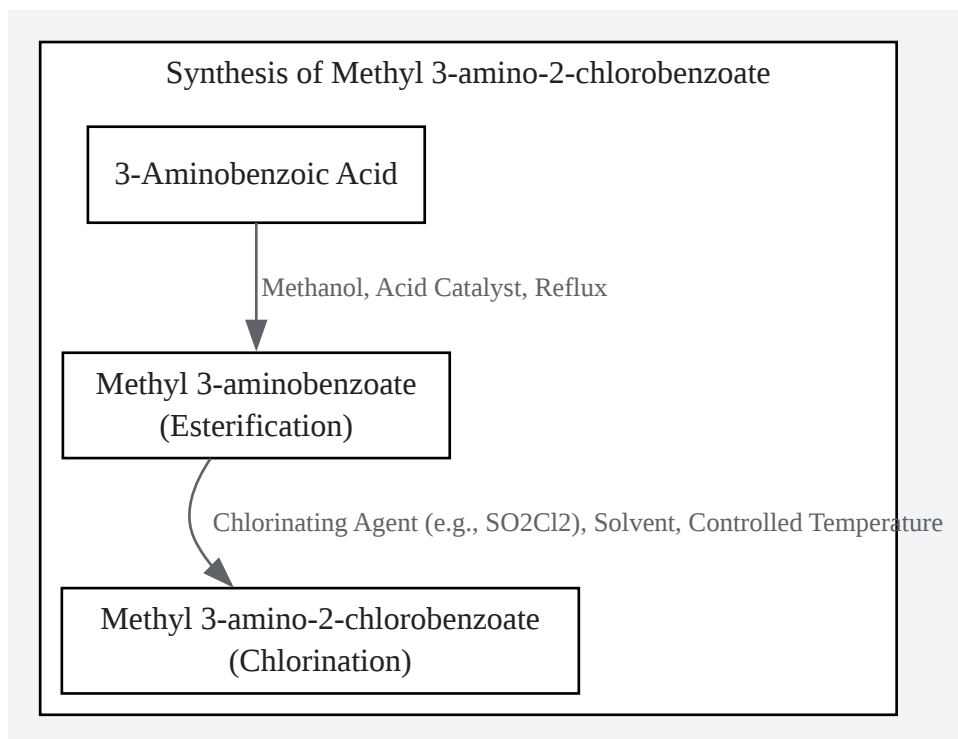 Synthesis of Methyl 3-amino-2-chlorobenzoate
3-Aminobenzoic Acid
Methanol, Acid Catalyst, Reflux
Methyl 3-aminobenzoate
(Esterification)
Chlorinating Agent (e.g., SO2Cl2), Solvent, Controlled Temperature
Methyl 3-amino-2-chlorobenzoate
(Chlorination)